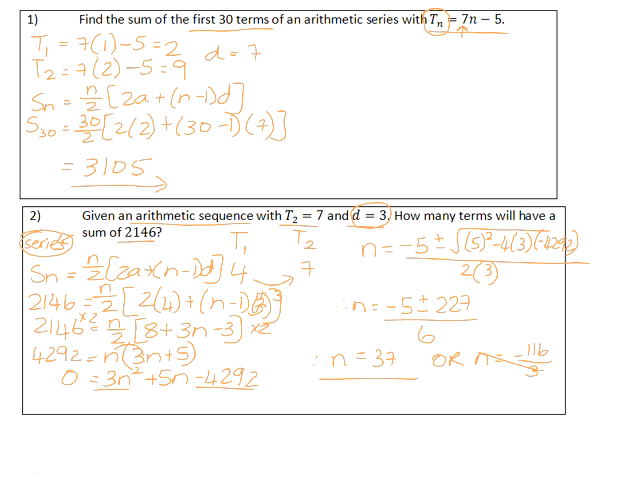 1) Find the sum of the first 30 terms of an arithmetic series with Tₙ = 7n − 5.
T₁ = 7(1) − 5 = 2
d = 7
T₂ = 7(2) − 5 = 9
Sn = n/2 [2a + (n−1)d]
S₃₀ = 30/2 [2(2) + (30−1)(7)]
= 3105
2) Given an arithmetic sequence with T₂ = 7 and d = 3. How many terms will have a
sum of 2146?
series
T₁ T₂
4 7
3
Sn = n/2 [2a + (n−1)d]
2146 = n/2 [2(4) + (n−1)(3)]
2146 ×2 = n/2 [8 + 3n − 3] ×2
4292 = n(3n+5)
0 = 3n² + 5n − 4292
n = −5 ± √((5)² − 4(3)(−4292)) / 2(3)
∴ n = −5 ± 227 / 6
∴ n = 37 OR n = −116/3